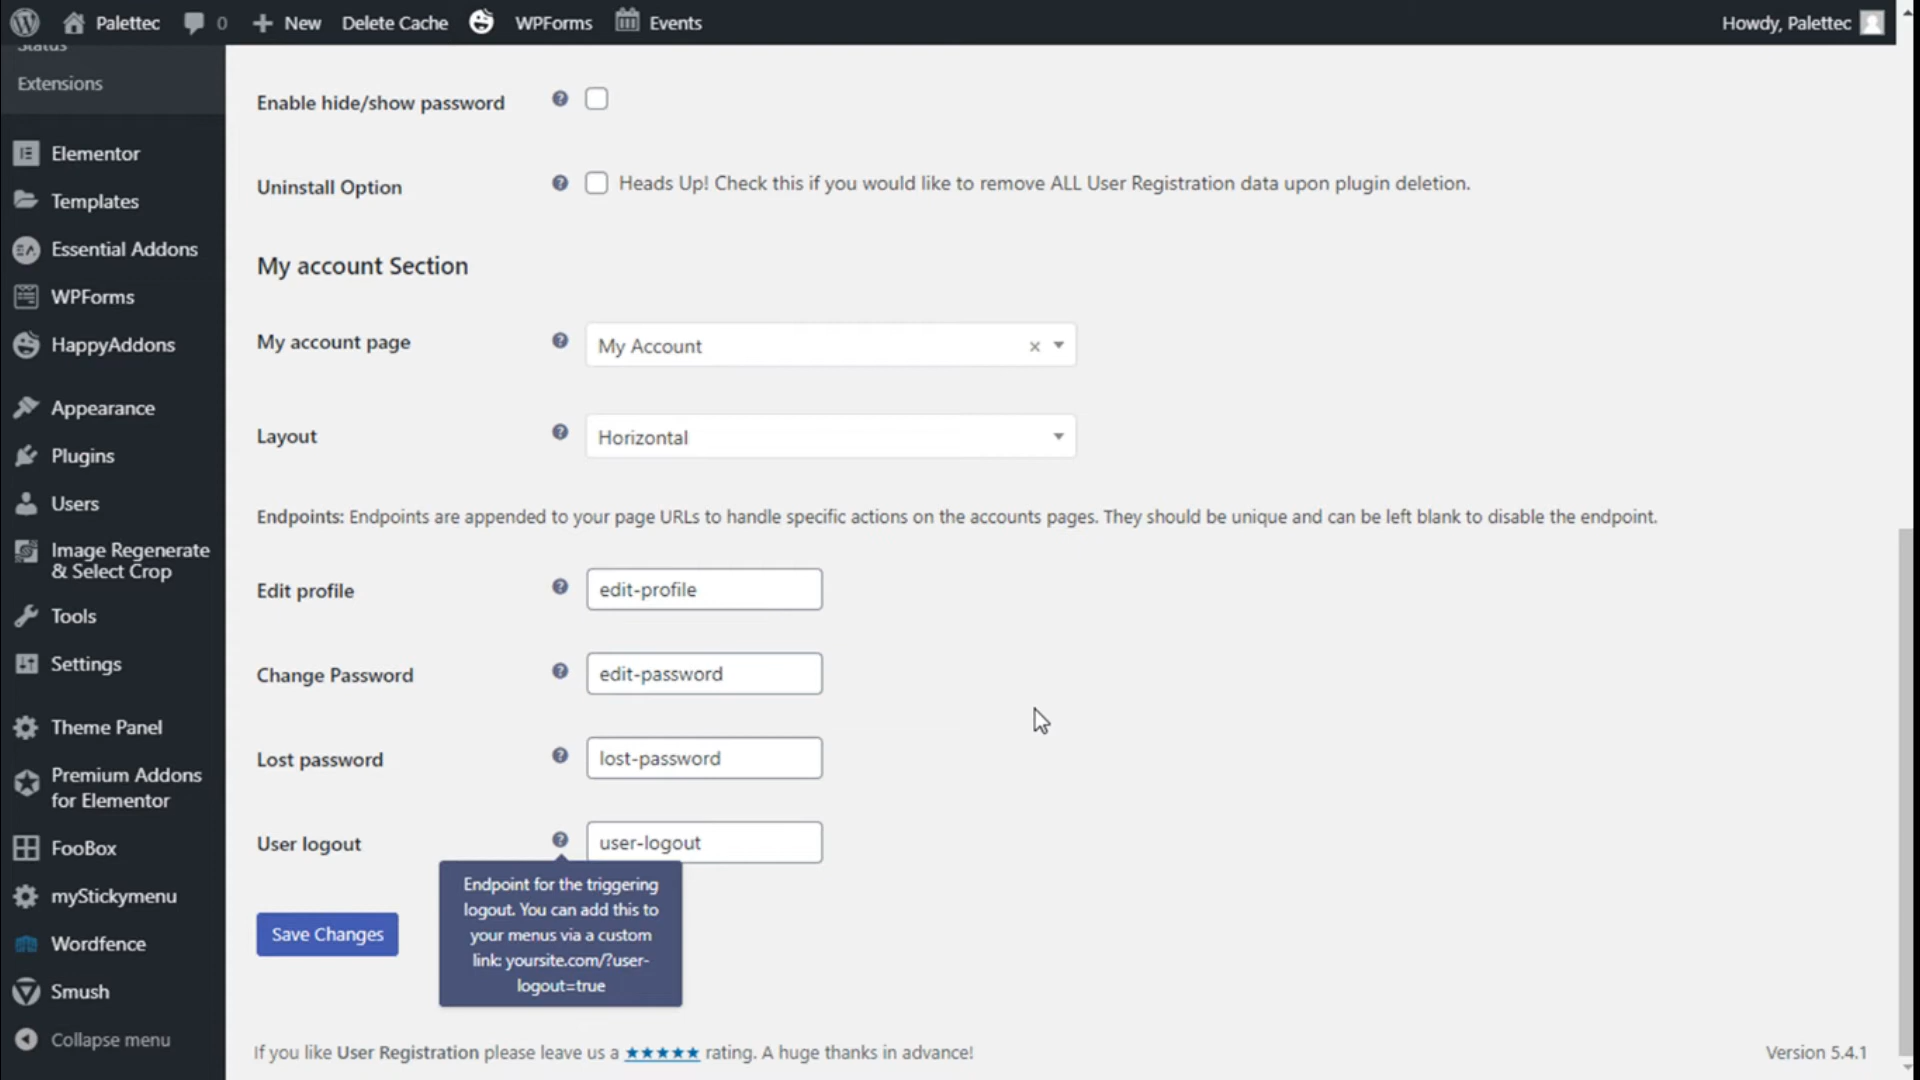 Palettec
0
New
Delete Cache
WPForms
Events
Howdy, Palettec
Status
Extensions
Elementor
Templates
Essential Addons
WPForms
HappyAddons
Appearance
Plugins
Users
Image Regenerate
& Select Crop
Tools
Settings
Theme Panel
Premium Addons
for Elementor
FooBox
myStickymenu
Wordfence
Smush
Collapse menu
Enable hide/show password
Uninstall Option
Heads Up! Check this if you would like to remove ALL User Registration data upon plugin deletion.
My account Section
My account page
My Account
Layout
Horizontal
Endpoints: Endpoints are appended to your page URLs to handle specific actions on the accounts pages. They should be unique and can be left blank to disable the endpoint.
Edit profile
edit-profile
Change Password
edit-password
Lost password
lost-password
User logout
user-logout
Endpoint for the triggering
logout. You can add this to
your menus via a custom
link: yoursite.com/?user-
logout=true
Save Changes
If you like User Registration please leave us a ★★★★★ rating. A huge thanks in advance!
Version 5.4.1